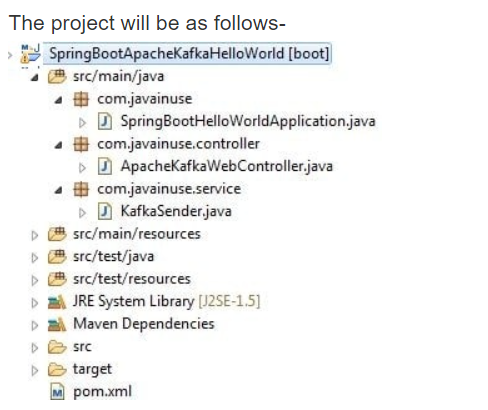 The project will be as follows-
SpringBootApacheKafkaHelloWorld [boot]
src/main/java
com.javainuse
SpringBootHelloWorldApplication.java
com.javainuse.controller
ApacheKafkaWebController.java
com.javainuse.service
KafkaSender.java
src/main/resources
src/test/java
src/test/resources
JRE System Library [J2SE-1.5]
Maven Dependencies
src
target
pom.xml